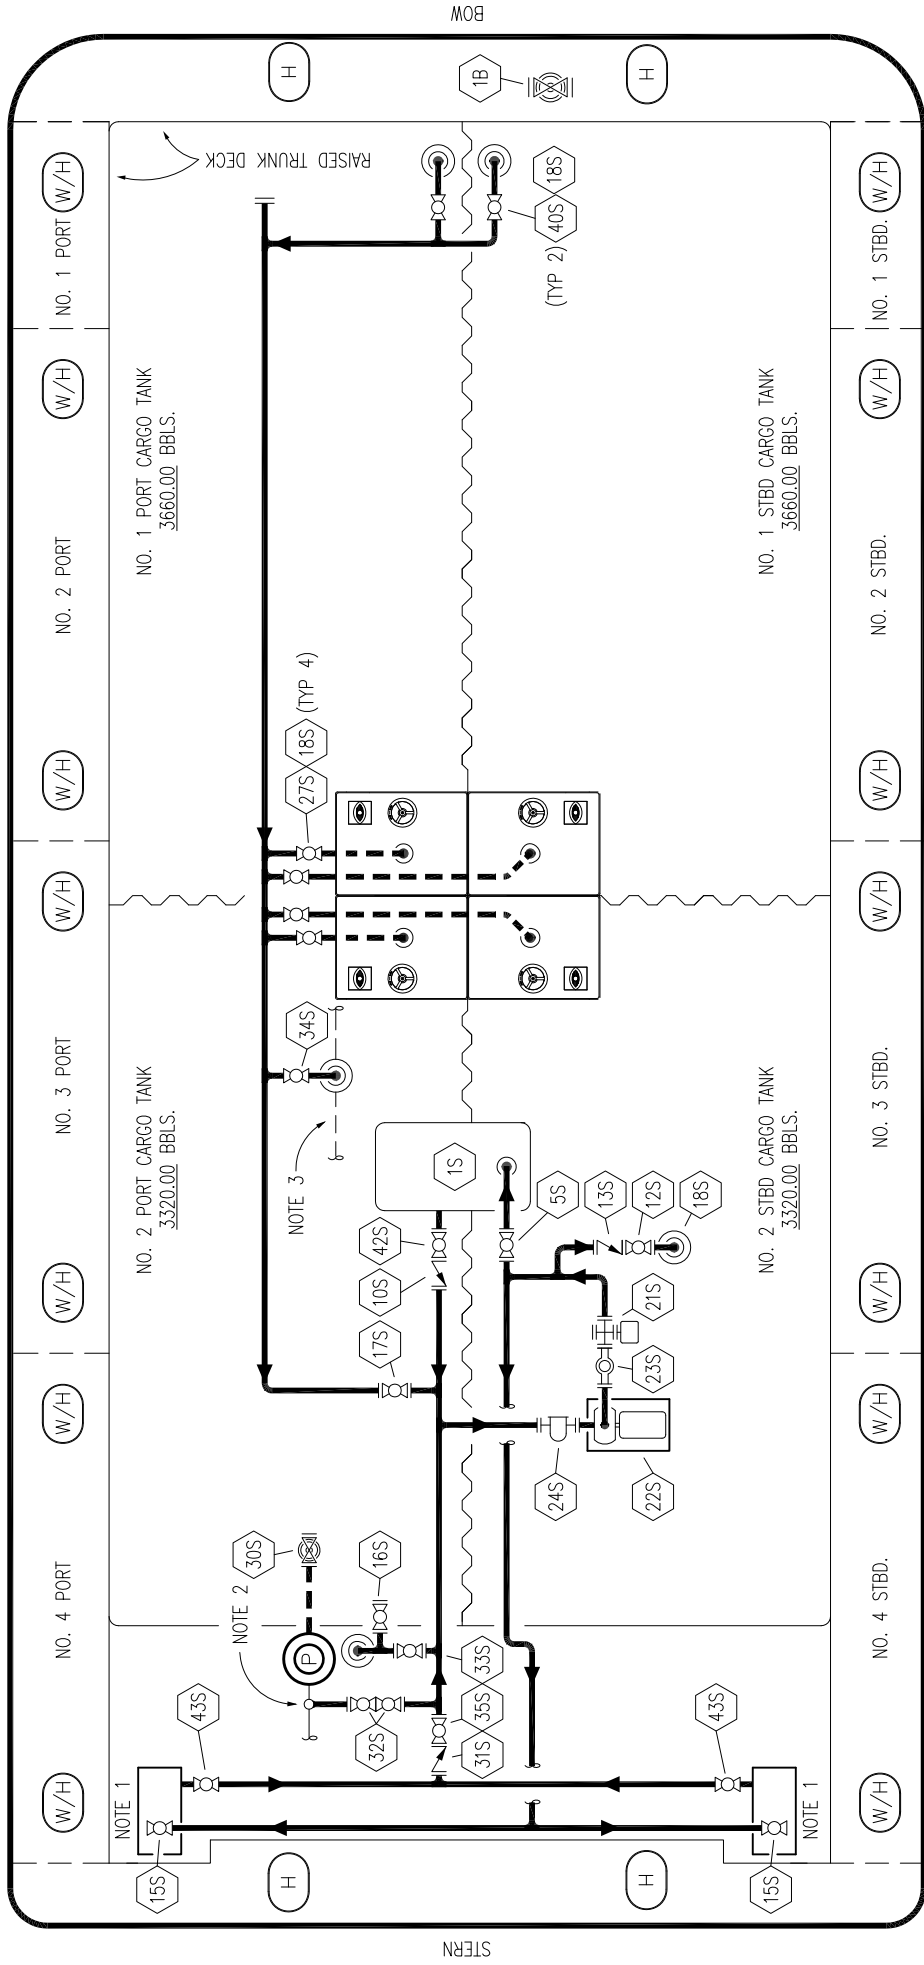 BOW
H
1B
H
RAISED TRUNK DECK
W/H
NO. 1 PORT
18S
40S
(TYP 2)
NO. 1 STBD.
W/H
W/H
NO. 2 PORT
W/H
NO. 1 PORT CARGO TANK
3660.00 BBLS.
NO. 1 STBD CARGO TANK
3660.00 BBLS.
W/H
NO. 2 STBD.
W/H
27S
18S
(TYP 4)
W/H
NO. 3 PORT
W/H
NO. 2 PORT CARGO TANK
3320.00 BBLS.
34S
NOTE 3
1S
42S
10S
17S
5S
13S
12S
18S
21S
23S
24S
22S
NO. 2 STBD CARGO TANK
3320.00 BBLS.
W/H
NO. 3 STBD.
W/H
W/H
NO. 4 PORT
W/H
30S
NOTE 2
16S
P
33S
32S
35S
31S
43S
43S
NOTE 1
NOTE 1
15S
15S
W/H
NO. 4 STBD.
W/H
H
H
STERN